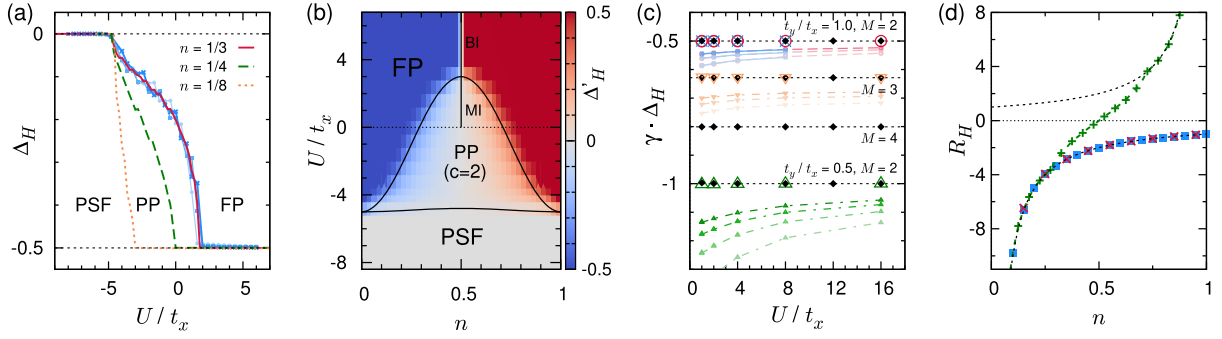 (a)
0
-0.5
Δ_H
n = 1/3
n = 1/4
n = 1/8
PSF
PP
FP
-5
0
5
U / t_x
(b)
8
4
0
-4
-8
U / t_x
FP
BI
MI
PP
(c=2)
PSF
0
0.5
1
n
0.5
0
-0.5
Δ'_H
(c)
-0.5
-1
γ · Δ_H
t_y / t_x = 1.0, M = 2
M = 3
M = 4
t_y / t_x = 0.5, M = 2
0
4
8
12
16
U / t_x
(d)
8
4
0
-4
-8
R_H
0
0.5
1
n